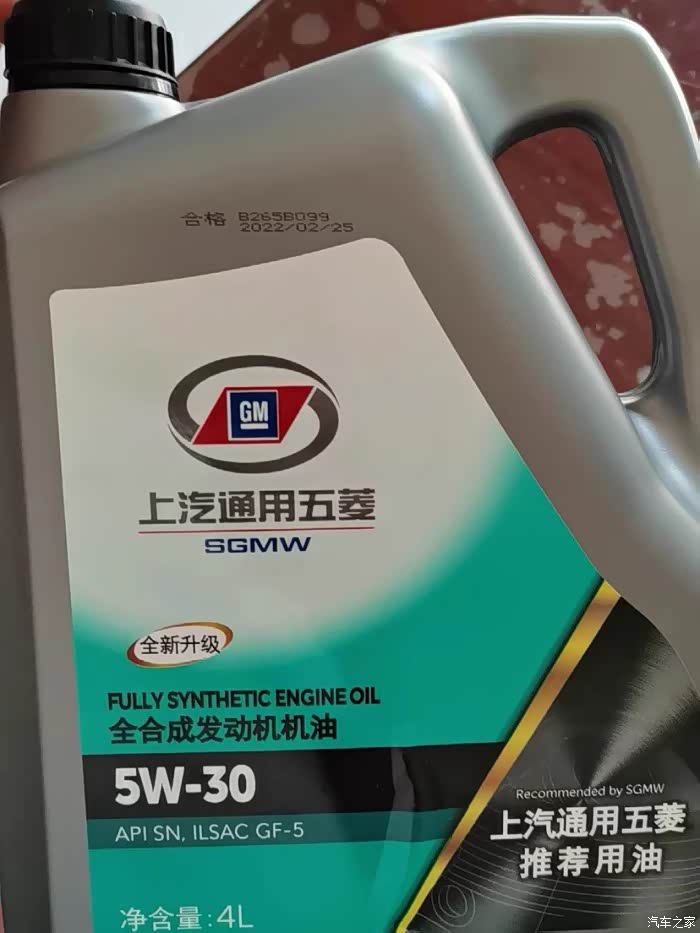 合格 B265B099
2022/02/25
GM
上汽通用五菱
SGMW
全新升级
FULLY SYNTHETIC ENGINE OIL
全合成发动机机油
5W-30
API SN, ILSAC GF-5
净含量:4L
Recommended by SGMW
上汽通用五菱
推荐用油
汽车之家